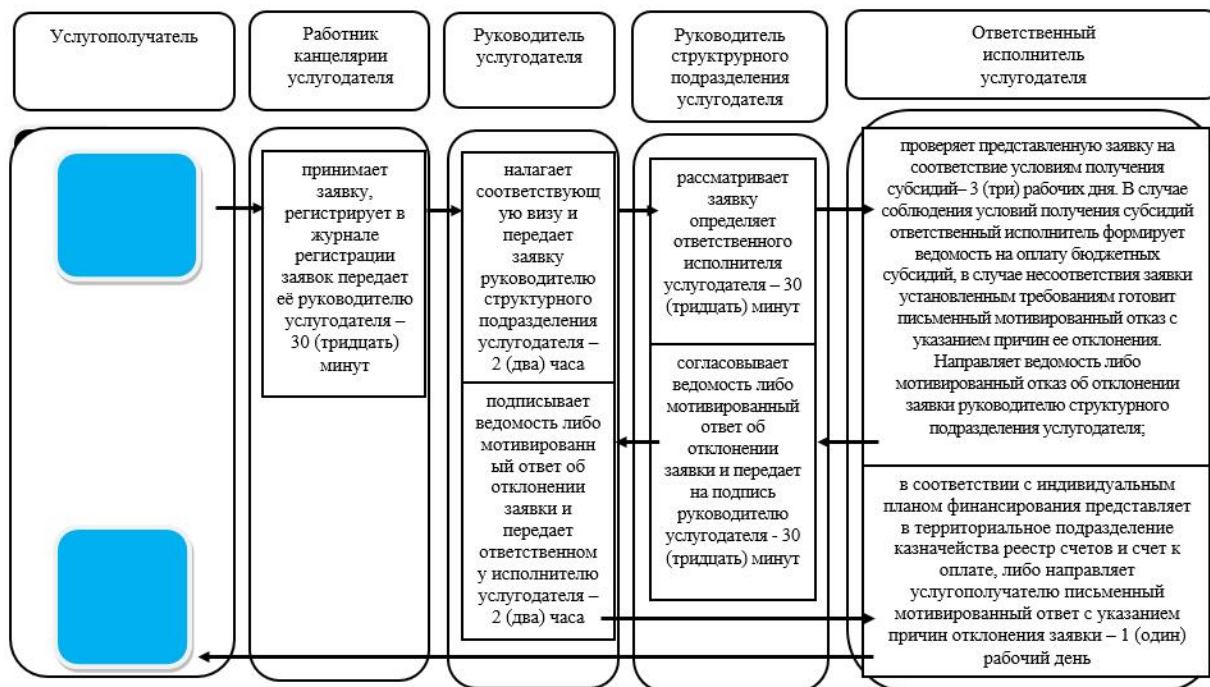 Услугополучатель
Работник
канцелярии
услугодателя
Руководитель
услугодателя
Руководитель
структрурного
подразделения
услугодателя
Ответственный
исполнитель
услугодателя
принимает
заявку,
регистрирует в
журнале
регистрации
заявок передает
её руководителю
услугодателя –
30 (тридцать)
минут
налагает
соответствующ
ую визу и
передает
заявку
руководителю
структурного
подразделения
услугодателя –
2 (два) часа
рассматривает
заявку
определяет
ответственного
исполнителя
услугодателя – 30
(тридцать) минут
проверяет представленную заявку на
соответствие условиям получения
субсидий– 3 (три) рабочих дня. В случае
соблюдения условий получения субсидий
ответственный исполнитель формирует
ведомость на оплату бюджетных
субсидий, в случае несоответствия заявки
установленным требованиям готовит
письменный мотивированный отказ с
указанием причин ее отклонения.
Направляет ведомость либо
мотивированный отказ об отклонении
заявки руководителю структурного
подразделения услугодателя;
согласовывает
ведомость либо
мотивированный
ответ об
отклонении
заявки и передает
на подпись
руководителю
услугодателя - 30
(тридцать) минут
подписывает
ведомость либо
мотивированн
ый ответ об
отклонении
заявки и
передает
ответственном
у исполнителю
услугодателя –
2 (два) часа
в соответствии с индивидуальным
планом финансирования представляет
в территориальное подразделение
казначейства реестр счетов и счет к
оплате, либо направляет
услугополучателю письменный
мотивированный ответ с указанием
причин отклонения заявки – 1 (один)
рабочий день